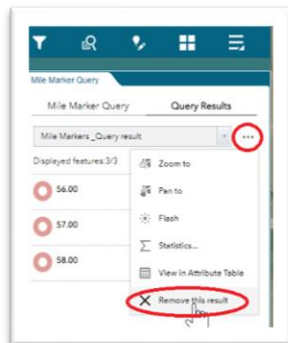 Mile Marker Query
Mile Marker Query Query Results
Mile Markers _Query result
Displayed features:3/3
Zoom to
56.00
Pan to
Flash
57.00
Statistics...
View in Attribute Table
58.00
Remove this result